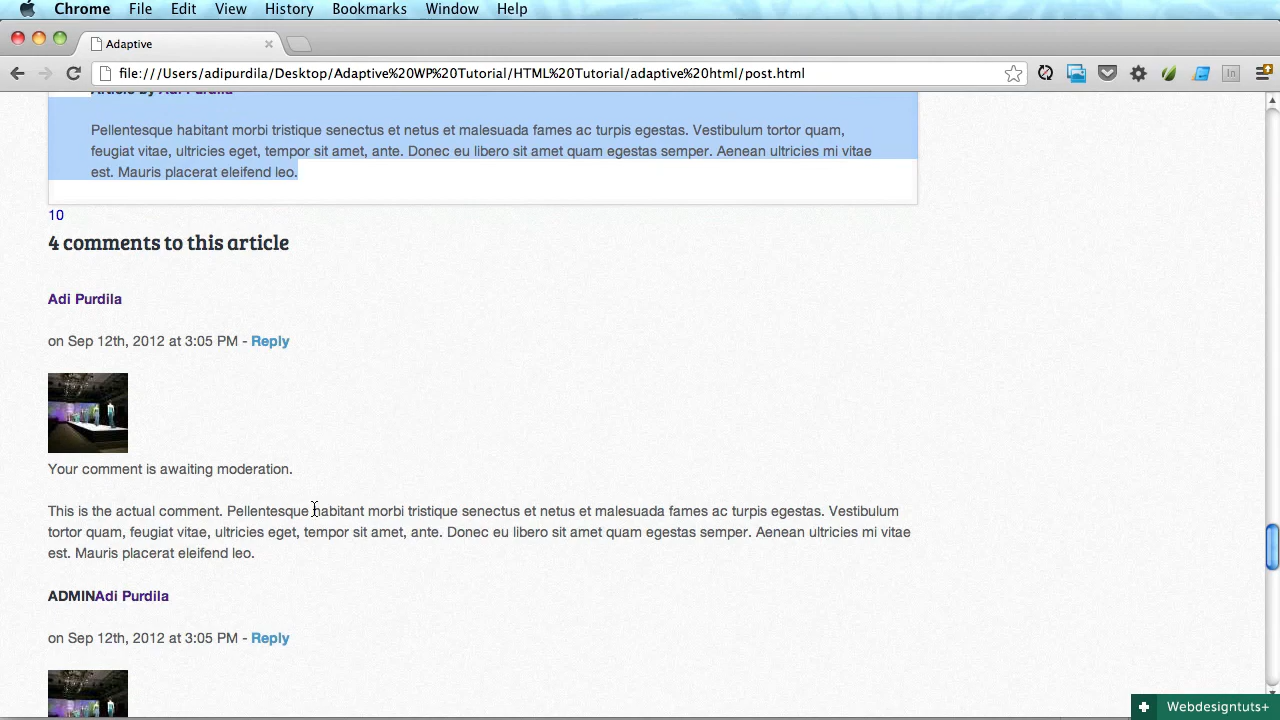 Chrome File Edit View History Bookmarks Window Help
Adaptive
file:///Users/adipurdila/Desktop/Adaptive%20WP%20Tutorial/HTML%20Tutorial/adaptive%20html/post.html
Article By Adi Purdila
Pellentesque habitant morbi tristique senectus et netus et malesuada fames ac turpis egestas. Vestibulum tortor quam,
feugiat vitae, ultricies eget, tempor sit amet, ante. Donec eu libero sit amet quam egestas semper. Aenean ultricies mi vitae
est. Mauris placerat eleifend leo.
10
4 comments to this article
Adi Purdila
on Sep 12th, 2012 at 3:05 PM - Reply
Your comment is awaiting moderation.
This is the actual comment. Pellentesque habitant morbi tristique senectus et netus et malesuada fames ac turpis egestas. Vestibulum
tortor quam, feugiat vitae, ultricies eget, tempor sit amet, ante. Donec eu libero sit amet quam egestas semper. Aenean ultricies mi vitae
est. Mauris placerat eleifend leo.
ADMINAdi Purdila
on Sep 12th, 2012 at 3:05 PM - Reply
Webdesigntuts+